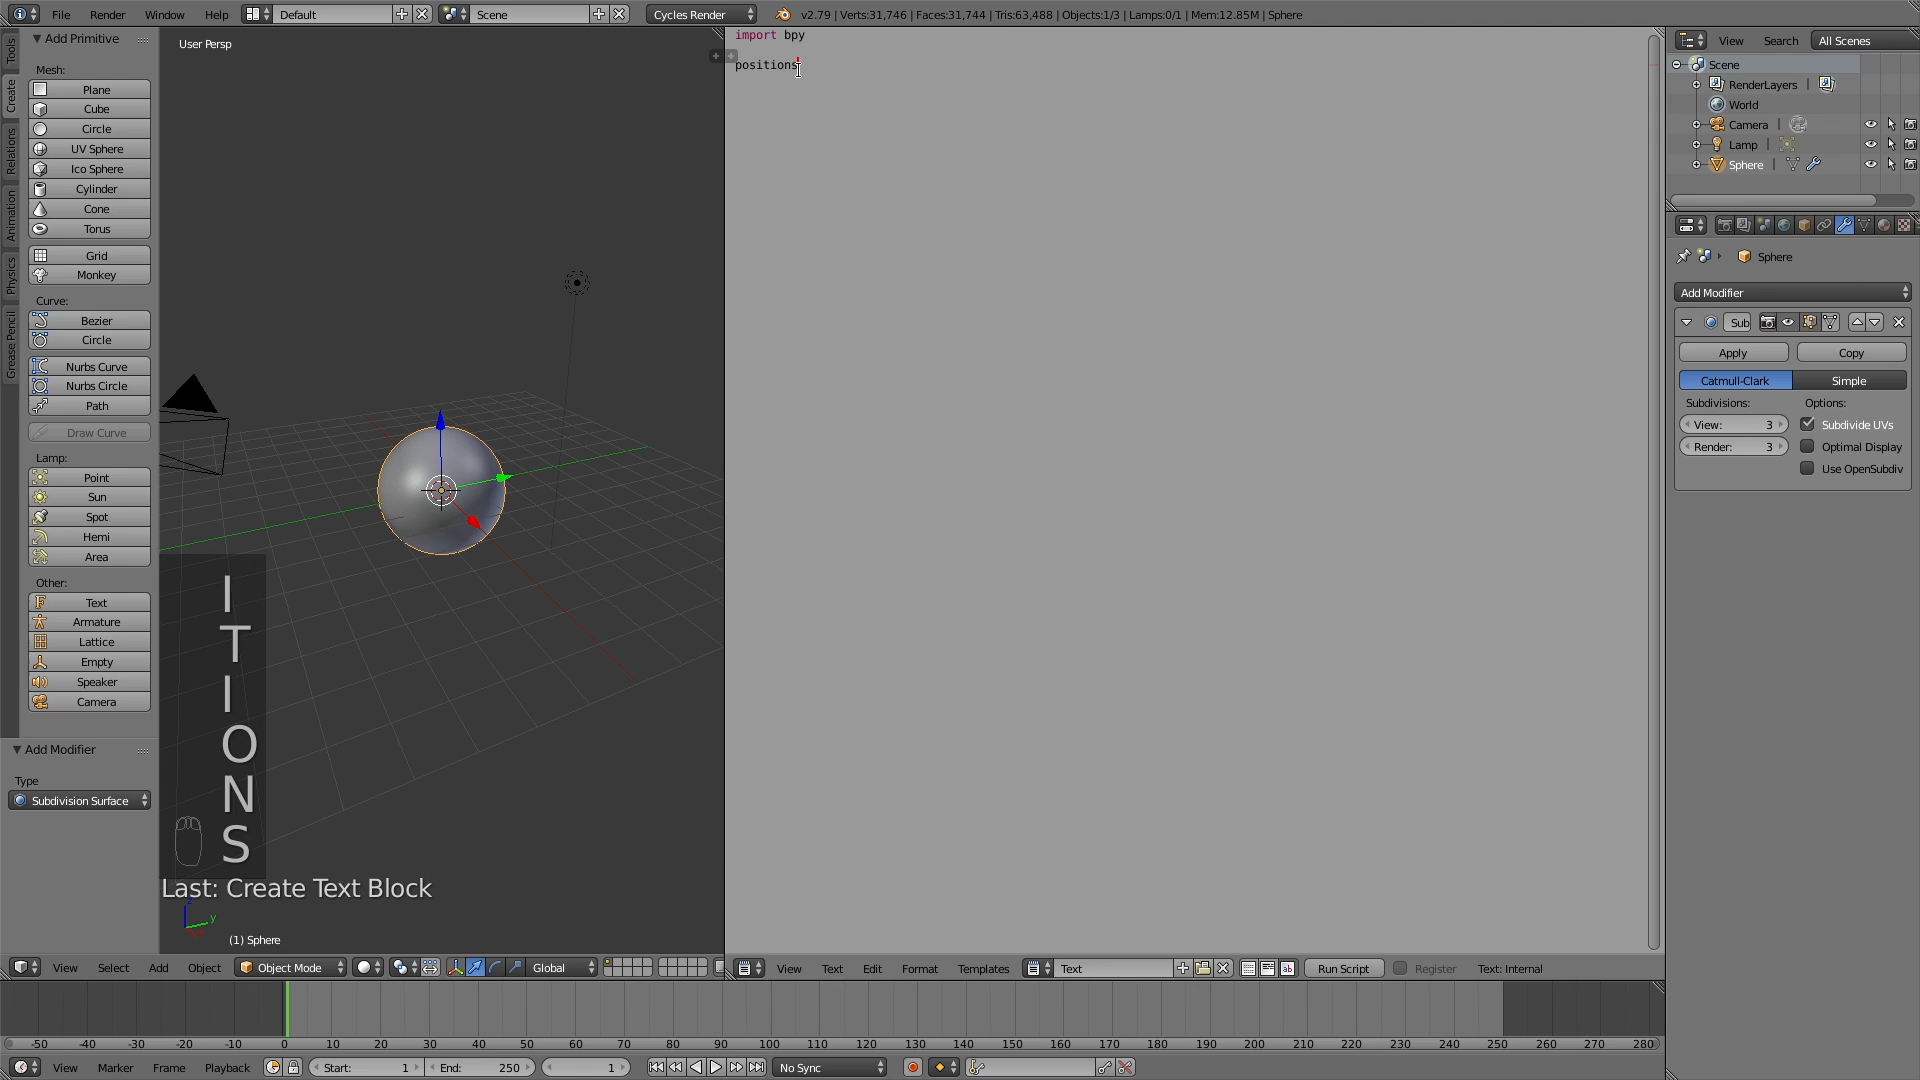 File Render Window Help Default Scene Cycles Render v2.79 | Verts:31,746 | Faces:31,744 | Tris:63,488 | Objects:1/3 | Lamps:0/1 | Mem:12.85M | Sphere
Tools
Create
Relations
Animation
Physics
Grease Pencil
Add Primitive
Mesh:
Plane
Cube
Circle
UV Sphere
Ico Sphere
Cylinder
Cone
Torus
Grid
Monkey
Curve:
Bezier
Circle
Nurbs Curve
Nurbs Circle
Path
Draw Curve
Lamp:
Point
Sun
Spot
Hemi
Area
Other:
Text
Armature
Lattice
Empty
Speaker
Camera
Add Modifier
Type
Subdivision Surface
User Persp
I
T
I
O
N
S
Last: Create Text Block
z
y
(1) Sphere
View Select Add Object Object Mode Global
import bpy
positions
View Text Edit Format Templates Text Run Script Register Text: Internal
View Search All Scenes
Scene
RenderLayers |
World
Camera |
Lamp |
Sphere |
Sphere
Add Modifier
Sub
Apply Copy
Catmull-Clark Simple
Subdivisions: Options:
View: 3 Subdivide UVs
Render: 3 Optimal Display
Use OpenSubdiv
-50 -40 -30 -20 -10 0 10 20 30 40 50 60 70 80 90 100 110 120 130 140 150 160 170 180 190 200 210 220 230 240 250 260 270 280
View Marker Frame Playback Start: 1 End: 250 1 No Sync